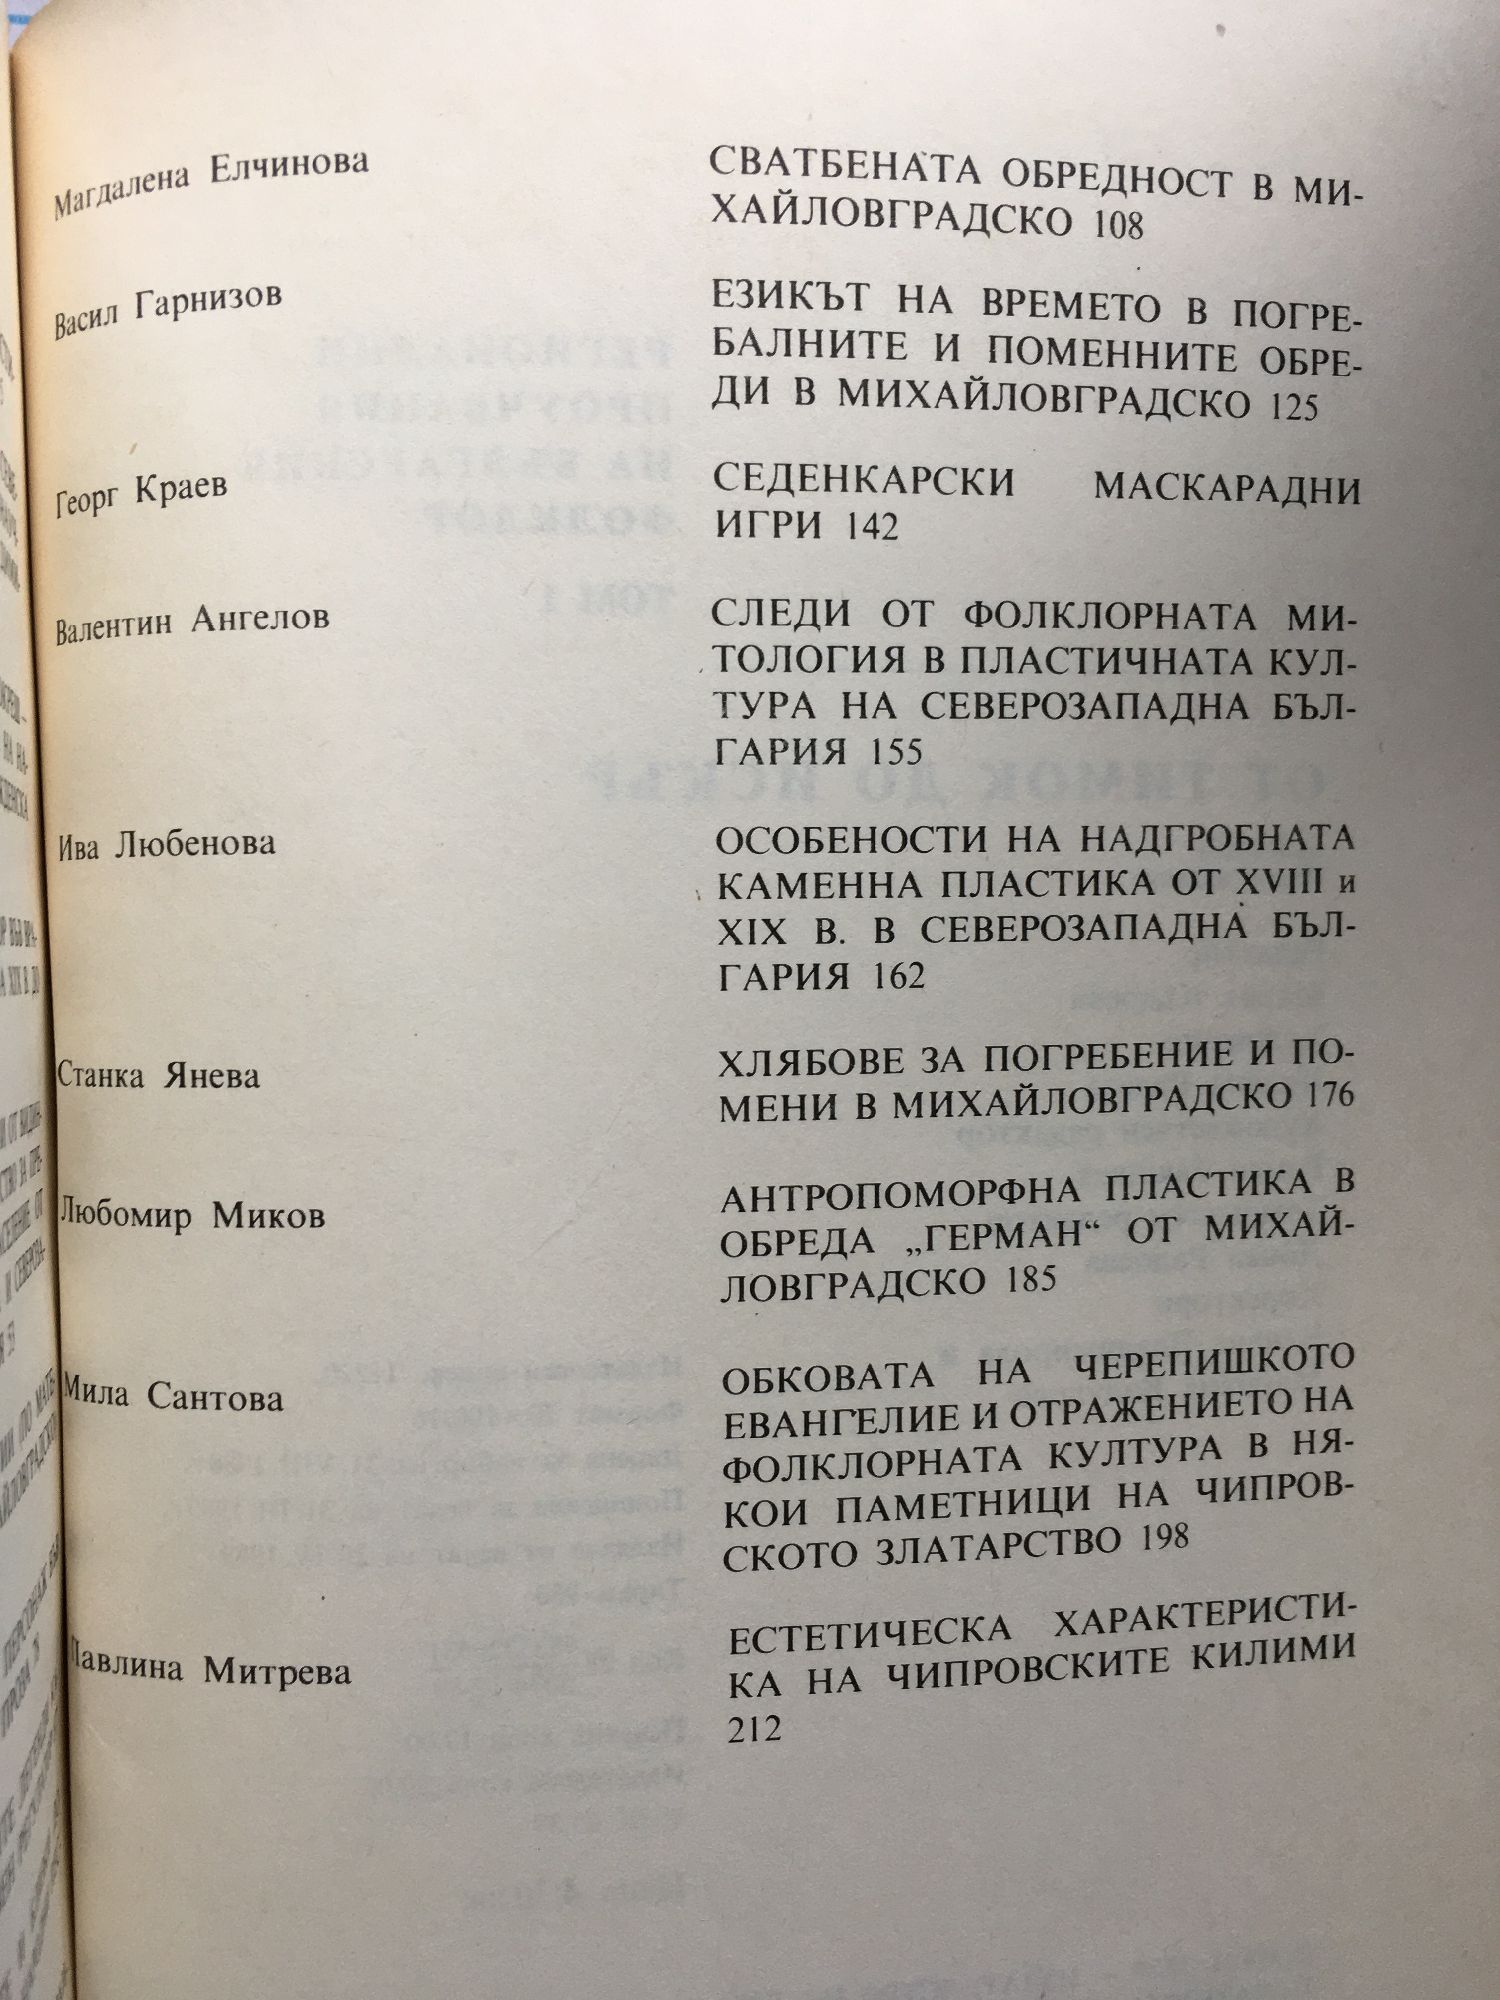 Магдалена Елчинова
СВАТБЕНАТА ОБРЕДНОСТ В МИ-
ХАЙЛОВГРАДСКО 108
Васил Гарнизов
ЕЗИКЪТ НА ВРЕМЕТО В ПОГРЕ-
БАЛНИТЕ И ПОМЕННИТЕ ОБРЕ-
ДИ В МИХАЙЛОВГРАДСКО 125
Георг Краев
СЕДЕНКАРСКИ МАСКАРАДНИ
ИГРИ 142
Валентин Ангелов
СЛЕДИ ОТ ФОЛКЛОРНАТА МИ-
ТОЛОГИЯ В ПЛАСТИЧНАТА КУЛ-
ТУРА НА СЕВЕРОЗАПАДНА БЪЛ-
ГАРИЯ 155
Ива Любенова
ОСОБЕНОСТИ НА НАДГРОБНАТА
КАМЕННА ПЛАСТИКА ОТ XVIII и
XIX В. В СЕВЕРОЗАПАДНА БЪЛ-
ГАРИЯ 162
Станка Янева
ХЛЯБОВЕ ЗА ПОГРЕБЕНИЕ И ПО-
МЕНИ В МИХАЙЛОВГРАДСКО 176
Любомир Миков
АНТРОПОМОРФНА ПЛАСТИКА В
ОБРЕДА „ГЕРМАН“ ОТ МИХАЙ-
ЛОВГРАДСКО 185
Мила Сантова
ОБКОВАТА НА ЧЕРЕПИШКОТО
ЕВАНГЕЛИЕ И ОТРАЖЕНИЕТО НА
ФОЛКЛОРНАТА КУЛТУРА В НЯ-
КОИ ПАМЕТНИЦИ НА ЧИПРОВ-
СКОТО ЗЛАТАРСТВО 198
Павлина Митрева
ЕСТЕТИЧЕСКА ХАРАКТЕРИСТИ-
КА НА ЧИПРОВСКИТЕ КИЛИМИ
212